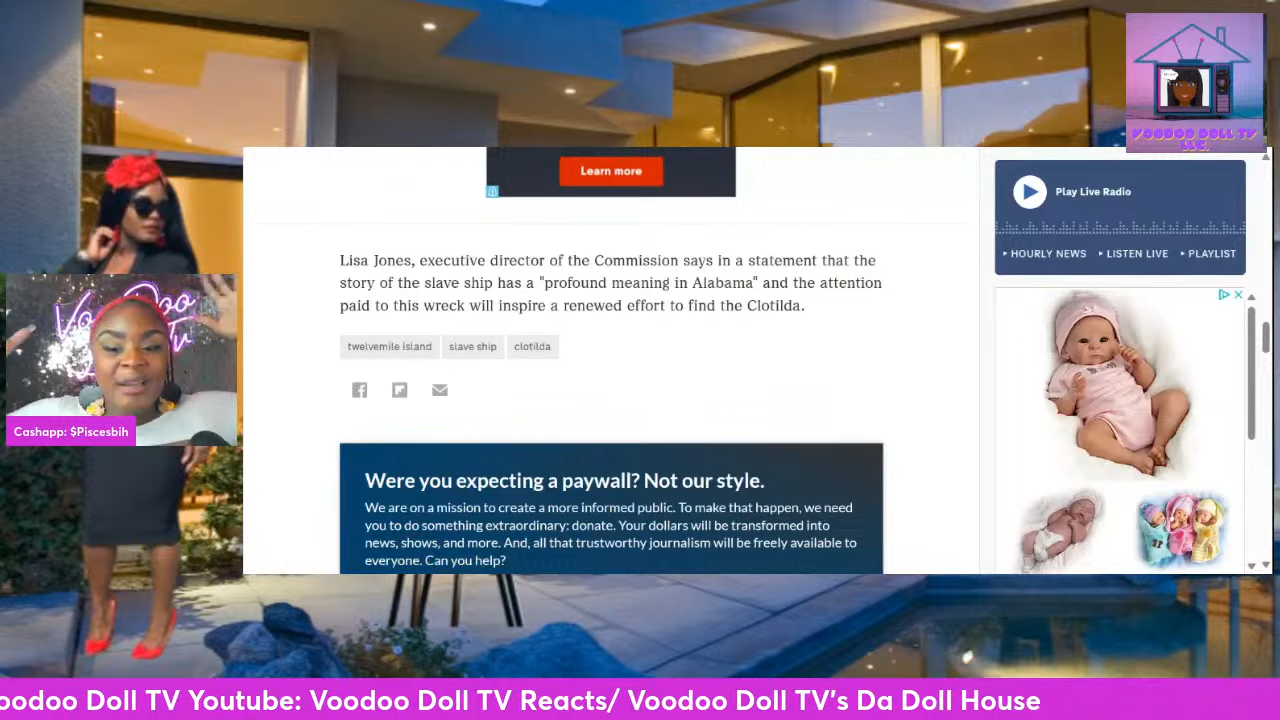 VOODOO DOLL TV
LLC.
Learn more
Play Live Radio
HOURLY NEWS
LISTEN LIVE
PLAYLIST
Lisa Jones, executive director of the Commission says in a statement that the
story of the slave ship has a "profound meaning in Alabama" and the attention
paid to this wreck will inspire a renewed effort to find the Clotilda.
twelvemile island
slave ship
clotilda
VooDoo
Tv
Cashapp: $Piscesbih
Were you expecting a paywall? Not our style.
We are on a mission to create a more informed public. To make that happen, we need
you to do something extraordinary: donate. Your dollars will be transformed into
news, shows, and more. And, all that trustworthy journalism will be freely available to
everyone. Can you help?
oodoo Doll TV Youtube: Voodoo Doll TV Reacts/ Voodoo Doll TV's Da Doll House